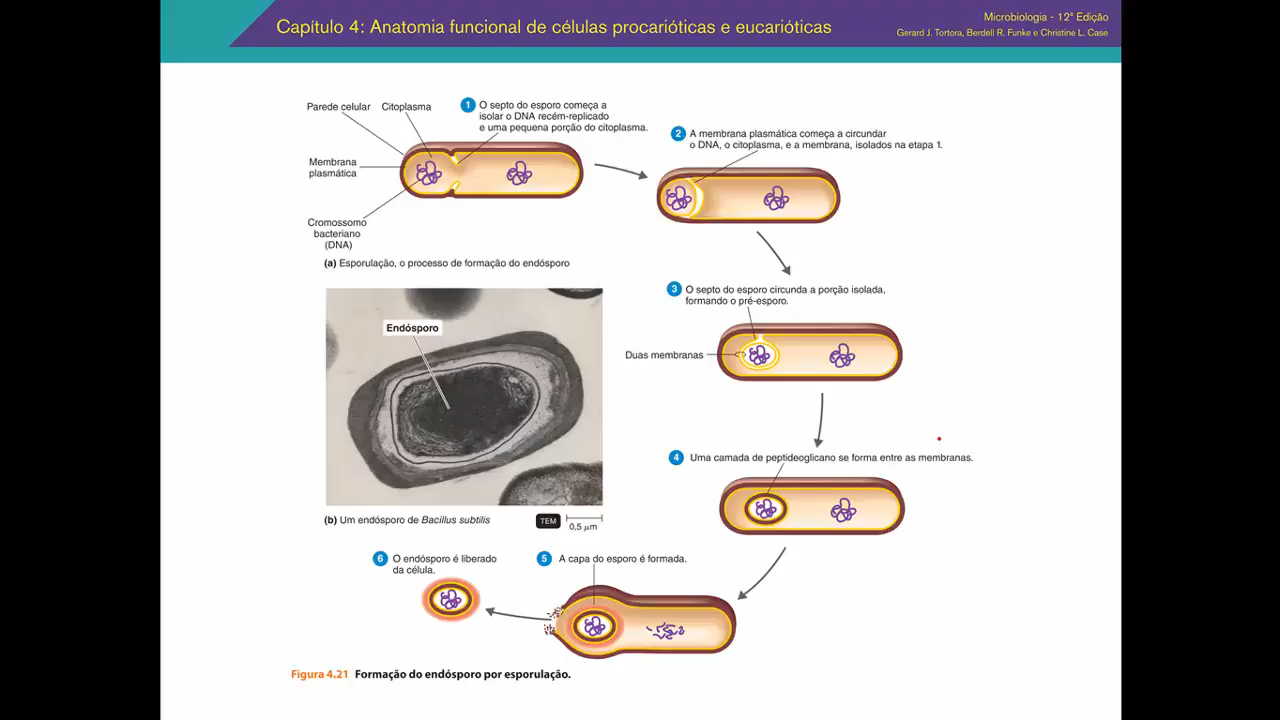 Capítulo 4: Anatomia funcional de células procarióticas e eucarióticas
Microbiologia - 12ª Edição
Gerard J. Tortora, Berdell R. Funke e Christine L. Case
Parede celular
Citoplasma
Membrana
plasmática
Cromossomo
bacteriano
(DNA)
1 O septo do esporo começa a
isolar o DNA recém-replicado
e uma pequena porção do citoplasma.
2 A membrana plasmática começa a circundar
o DNA, o citoplasma, e a membrana, isolados na etapa 1.
(a) Esporulação, o processo de formação do endósporo
3 O septo do esporo circunda a porção isolada,
formando o pré-esporo.
Duas membranas
Endósporo
4 Uma camada de peptideoglicano se forma entre as membranas.
(b) Um endósporo de Bacillus subtilis
TEM
0,5 μm
6 O endósporo é liberado
da célula.
5 A capa do esporo é formada.
Figura 4.21 Formação do endósporo por esporulação.